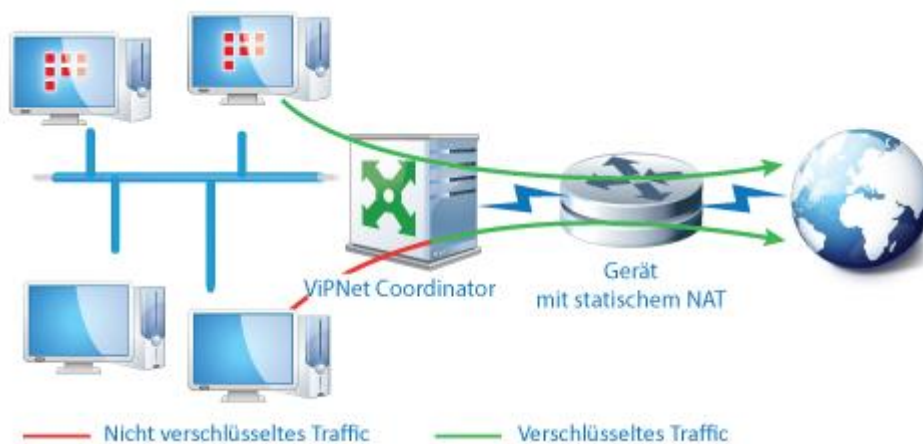 ViPNet Coordinator
Gerät
mit statischem NAT
Nicht verschlüsseltes Traffic
Verschlüsseltes Traffic